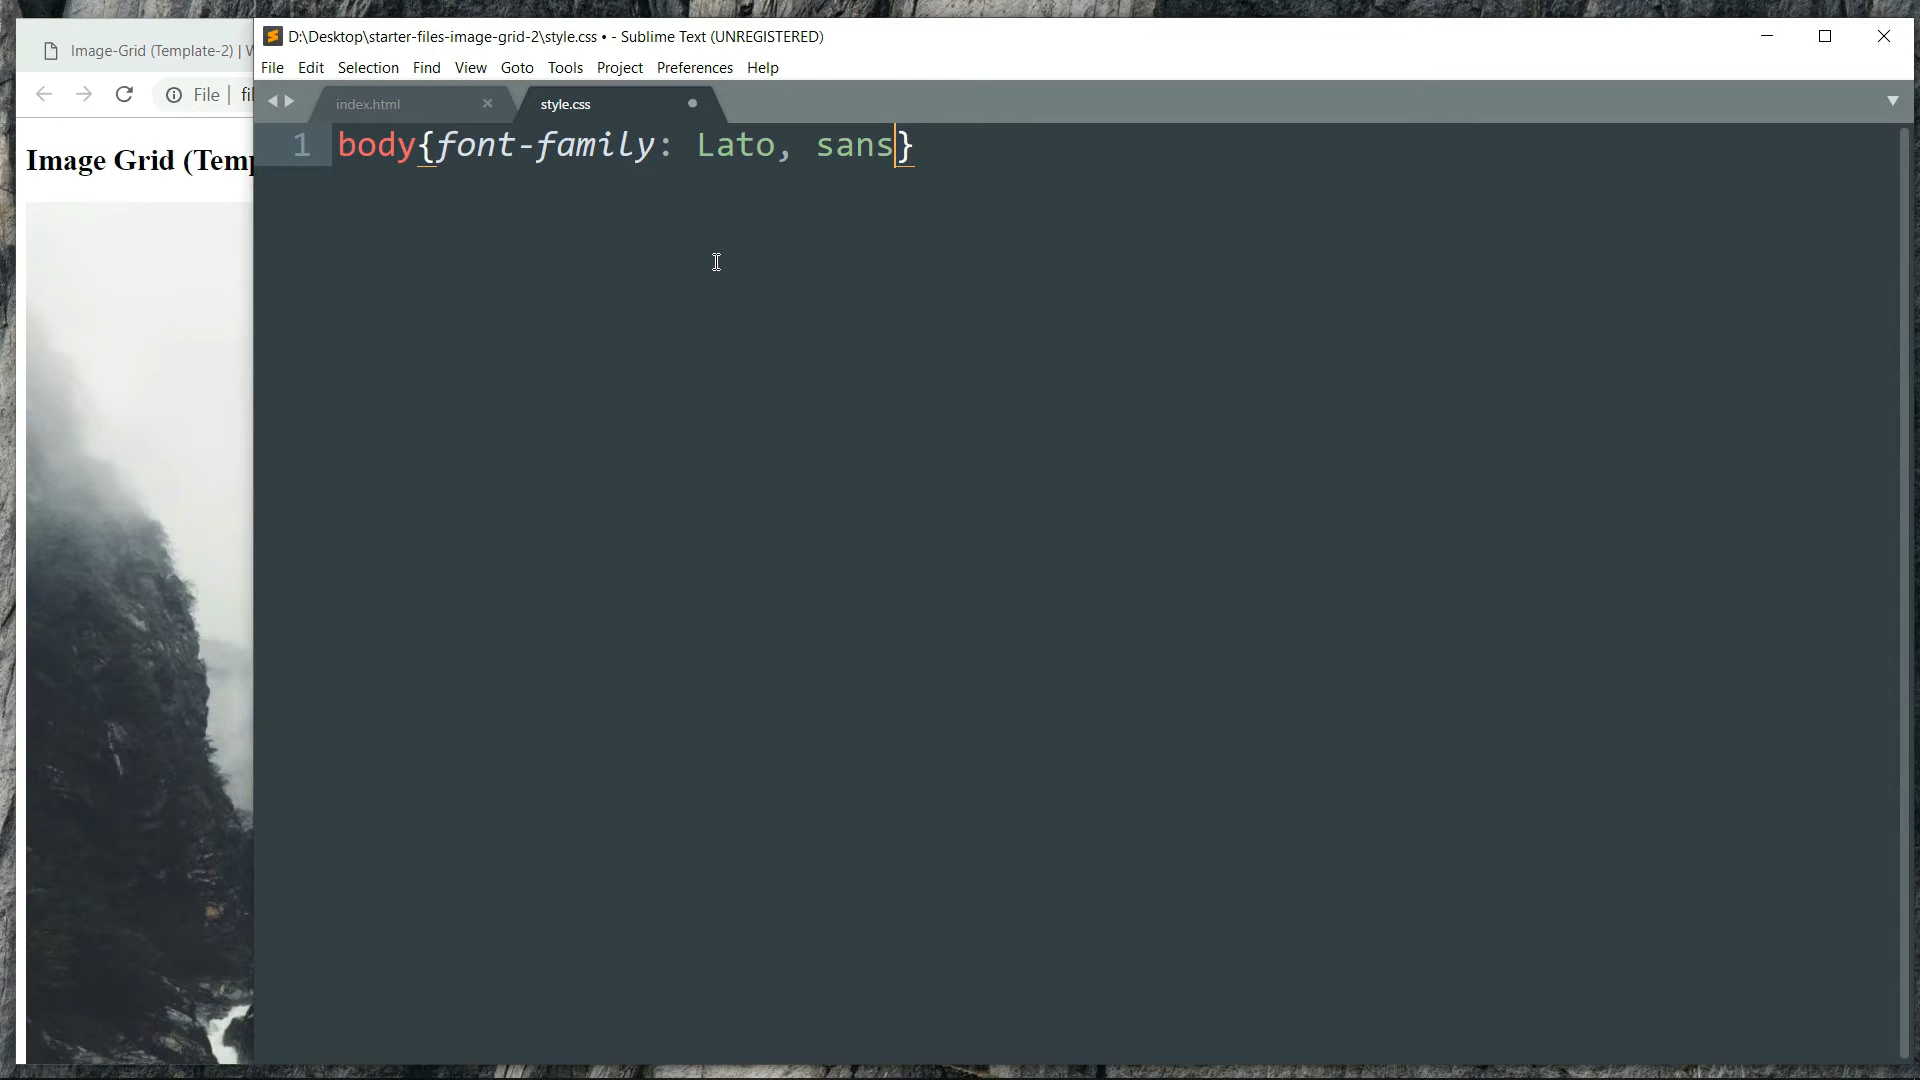 Image-Grid (Template-2) | W
File | fil
Image Grid (Temp
D:\Desktop\starter-files-image-grid-2\style.css • - Sublime Text (UNREGISTERED)
File Edit Selection Find View Goto Tools Project Preferences Help
index.html style.css
1 body{font-family: Lato, sans}